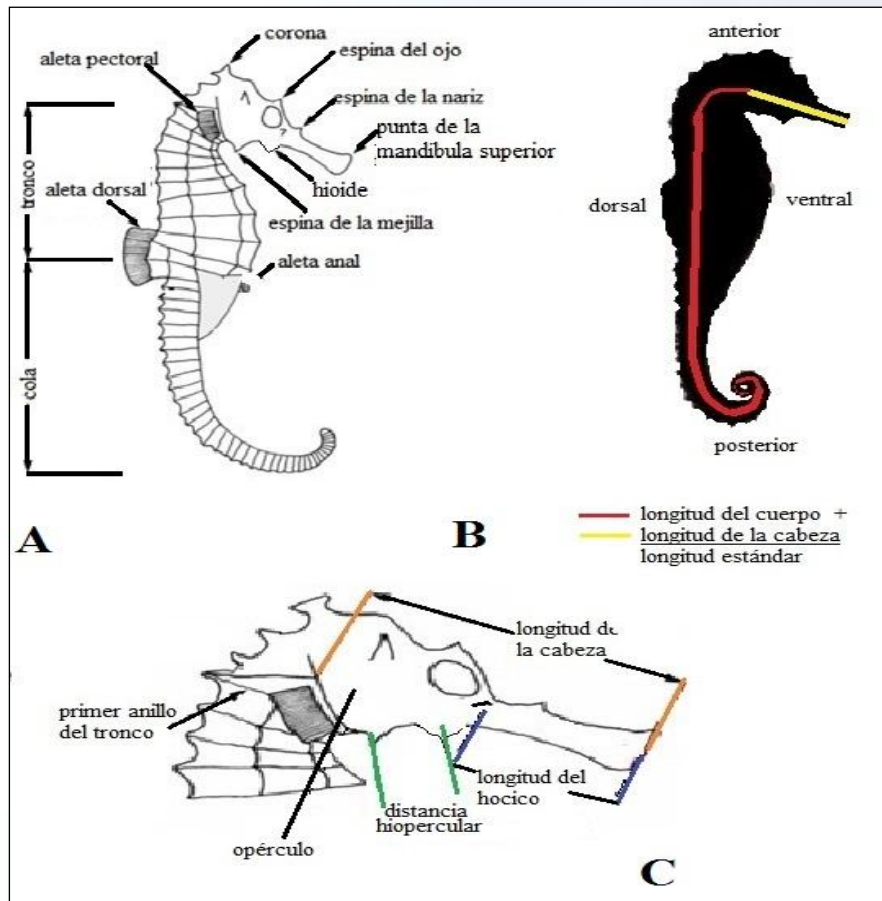 corona
aleta pectoral
espina del ojo
espina de la nariz
punta de la
mandibula superior
hioide
espina de la mejilla
aleta dorsal
tronco
aleta anal
cola
A
anterior
dorsal
ventral
posterior
B
longitud del cuerpo +
longitud de la cabeza
longitud estándar
longitud de
la cabeza
primer anillo
del tronco
longitud del
hocico
distancia
hiopercular
opérculo
C